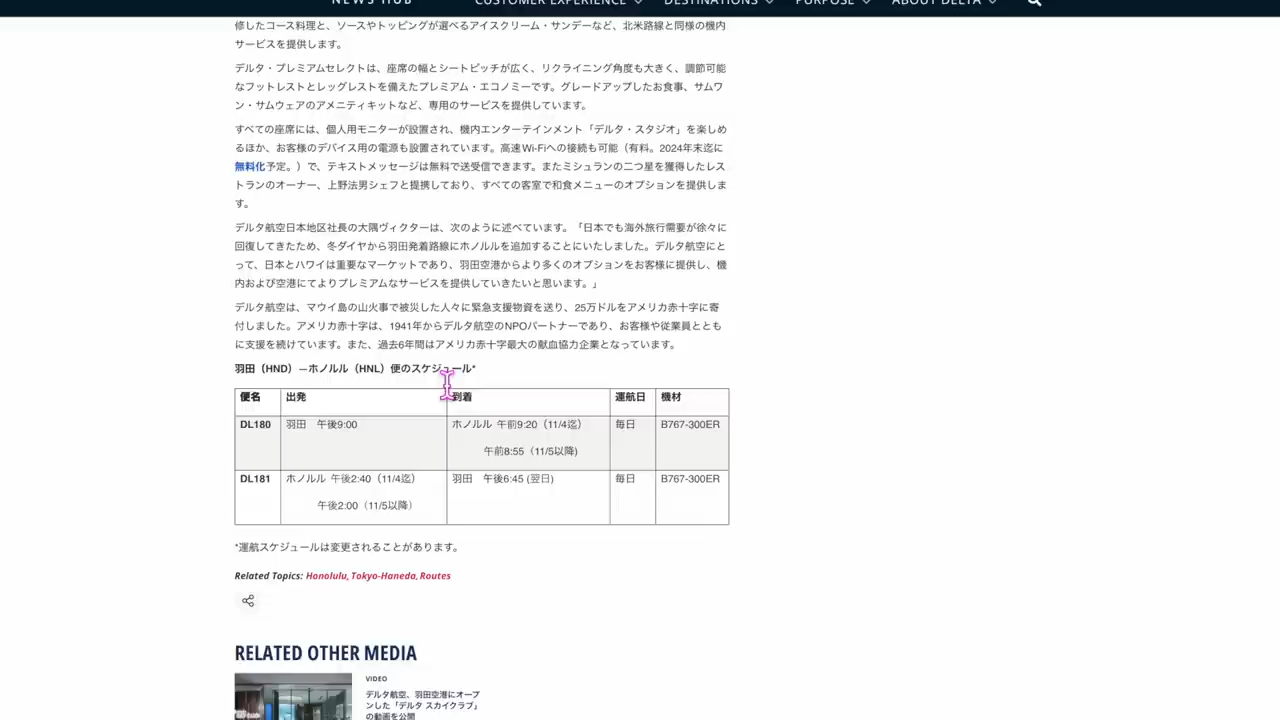 NEWS HUB CUSTOMER EXPERIENCE DESTINATIONS PURPOSE ABOUT DELTA
修したコース料理と、ソースやトッピングが選べるアイスクリーム・サンデーなど、北米路線と同様の機内
サービスを提供します。
デルタ・プレミアムセレクトは、座席の幅とシートピッチが広く、リクライニング角度も大きく、調節可能
なフットレストとレッグレストを備えたプレミアム・エコノミーです。グレードアップしたお食事、サムワ
ン・サムウェアのアメニティキットなど、専用のサービスを提供しています。
すべての座席には、個人用モニターが設置され、機内エンターテインメント「デルタ・スタジオ」を楽しめ
るほか、お客様のデバイス用の電源も設置されています。高速Wi-Fiへの接続も可能（有料。2024年末迄に
無料化予定。）で、テキストメッセージは無料で送受信できます。またミシュランの二つ星を獲得したレス
トランのオーナー、上野法男シェフと提携しており、すべての客室で和食メニューのオプションを提供しま
す。
デルタ航空日本地区社長の大隅ヴィクターは、次のように述べています。「日本でも海外旅行需要が徐々に
回復してきたため、冬ダイヤから羽田発着路線にホノルルを追加することにいたしました。デルタ航空にと
って、日本とハワイは重要なマーケットであり、羽田空港からより多くのオプションをお客様に提供し、機
内および空港にてよりプレミアムなサービスを提供していきたいと思います。」
デルタ航空は、マウイ島の山火事で被災した人々に緊急支援物資を送り、25万ドルをアメリカ赤十字に寄
付しました。アメリカ赤十字は、1941年からデルタ航空のNPOパートナーであり、お客様や従業員ととも
に支援を続けています。また、過去6年間はアメリカ赤十字最大の献血協力企業となっています。
羽田（HND）—ホノルル（HNL）便のスケジュール*
便名 出発 到着 運航日 機材
DL180 羽田 午後9:00 ホノルル 午前9:20（11/4迄） 毎日 B767-300ER
午前8:55（11/5以降)
DL181 ホノルル 午後2:40（11/4迄） 羽田 午後6:45 (翌日) 毎日 B767-300ER
午後2:00（11/5以降）
*運航スケジュールは変更されることがあります。
Related Topics: Honolulu, Tokyo-Haneda, Routes
RELATED OTHER MEDIA
VIDEO
デルタ航空、羽田空港にオープ
ンした「デルタ スカイクラブ」
の動画を公開